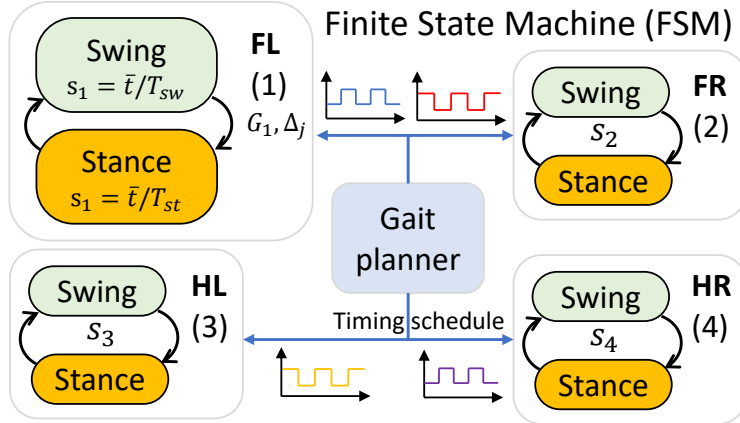 Finite State Machine (FSM)
Swing
s₁ = t̄/T_sw
Stance
s₁ = t̄/T_st
FL
(1)
G₁, Δ_j
Swing
s₂
Stance
FR
(2)
Gait
planner
Timing schedule
Swing
s₃
Stance
HL
(3)
Swing
s₄
Stance
HR
(4)